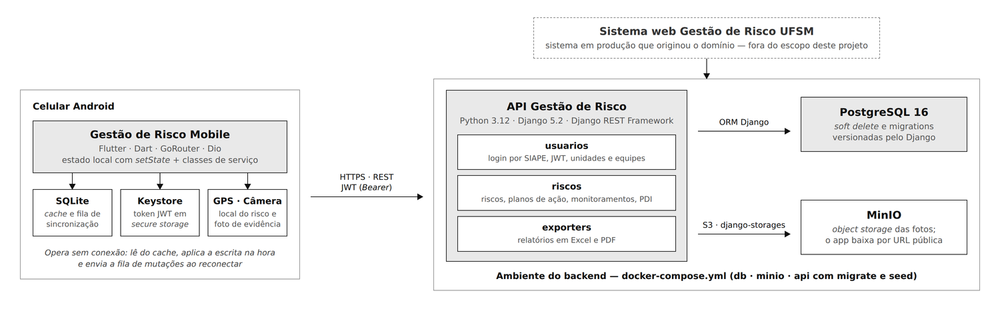 Sistema web Gestão de Risco UFSM
sistema em produção que originou o domínio — fora do escopo deste projeto
Celular Android
Gestão de Risco Mobile
Flutter · Dart · GoRouter · Dio
estado local com setState + classes de serviço
SQLite
cache e fila de
sincronização
Keystore
token JWT em
secure storage
GPS · Câmera
local do risco e
foto de evidência
Opera sem conexão: lê do cache, aplica a escrita na hora
e envia a fila de mutações ao reconectar
HTTPS · REST
JWT (Bearer)
API Gestão de Risco
Python 3.12 · Django 5.2 · Django REST Framework
usuarios
login por SIAPE, JWT, unidades e equipes
riscos
riscos, planos de ação, monitoramentos, PDI
exporters
relatórios em Excel e PDF
ORM Django
PostgreSQL 16
soft delete e migrations
versionadas pelo Django
S3 · django-storages
MinIO
object storage das fotos;
o app baixa por URL pública
Ambiente do backend — docker-compose.yml (db · minio · api com migrate e seed)